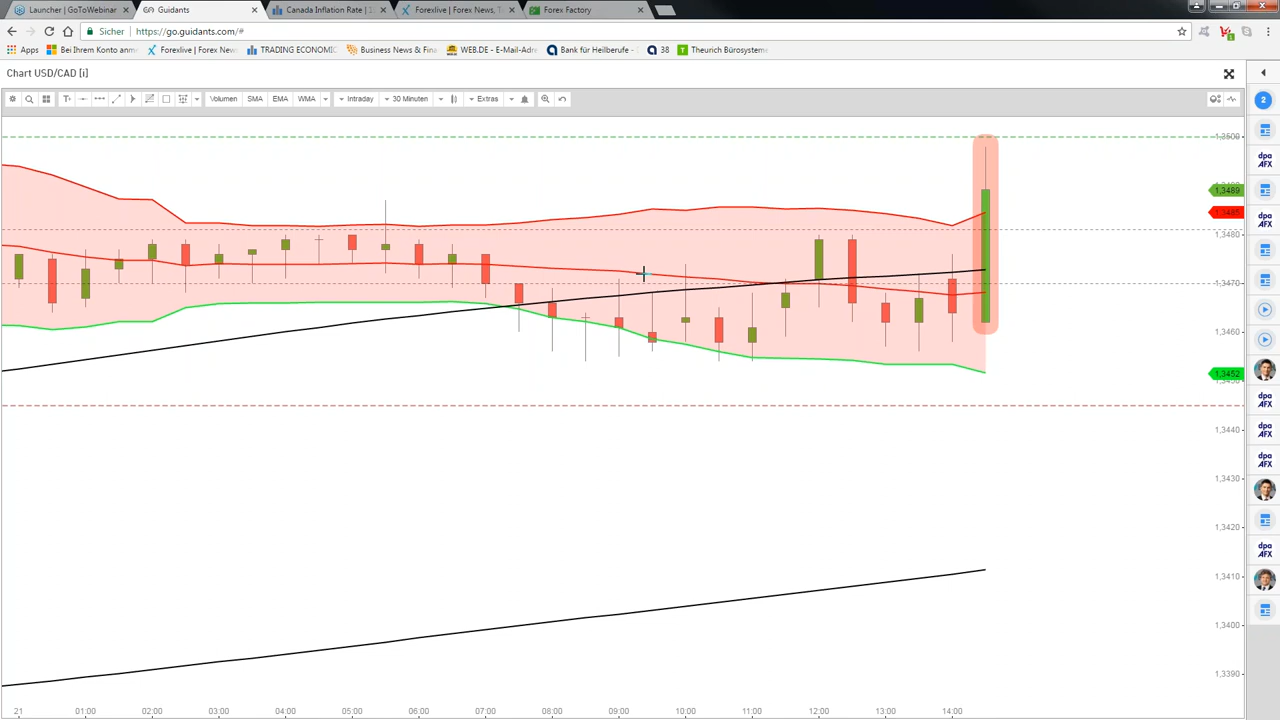 Launcher | GoToWebinar
Guidants
Canada Inflation Rate | 1
Forexlive | Forex News, T
Forex Factory
Sicher
https://go.guidants.com/#
Apps
Bei Ihrem Konto anm
Forexlive | Forex News
TRADING ECONOMIC
Business News & Fina
WEB.DE - E-Mail-Adre
Bank für Heilberufe -
38
Theurich Bürosysteme
Chart USD/CAD [i]
T+
Volumen
SMA
EMA
WMA
Intraday
30 Minuten
Extras
2
1,3500
1,3489
1,3485
1,3480
1,3470
1,3460
1,3452
1,3440
1,3430
1,3420
1,3410
1,3400
1,3390
dpa
AFX
dpa
AFX
dpa
AFX
dpa
AFX
dpa
AFX
dpa
AFX
21
01:00
02:00
03:00
04:00
05:00
06:00
07:00
08:00
09:00
10:00
11:00
12:00
13:00
14:00